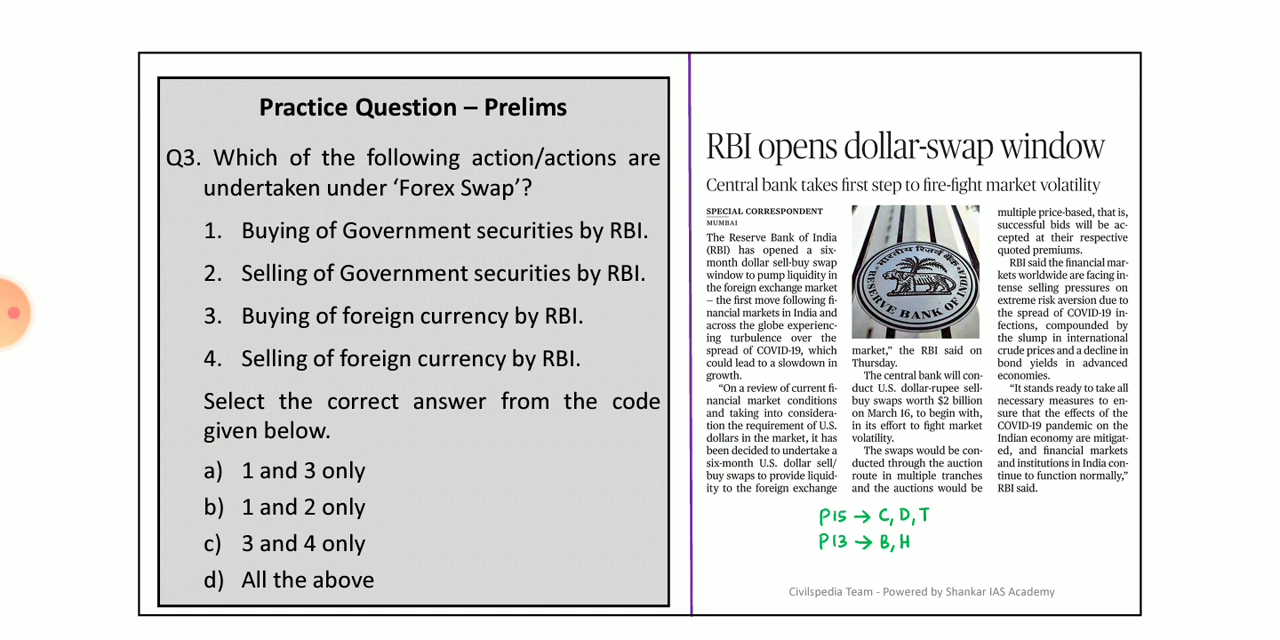 Practice Question – Prelims
Q3. Which of the following action/actions are
undertaken under ‘Forex Swap’?
1. Buying of Government securities by RBI.
2. Selling of Government securities by RBI.
3. Buying of foreign currency by RBI.
4. Selling of foreign currency by RBI.
Select the correct answer from the code
given below.
a) 1 and 3 only
b) 1 and 2 only
c) 3 and 4 only
d) All the above
RBI opens dollar-swap window
Central bank takes first step to fire-fight market volatility
SPECIAL CORRESPONDENT
MUMBAI
The Reserve Bank of India
(RBI) has opened a six-
month dollar sell-buy swap
window to pump liquidity in
the foreign exchange market
– the first move following fi-
nancial markets in India and
across the globe experienc-
ing turbulence over the
spread of COVID-19, which
could lead to a slowdown in
growth.
“On a review of current fi-
nancial market conditions
and taking into considera-
tion the requirement of U.S.
dollars in the market, it has
been decided to undertake a
six-month U.S. dollar sell/
buy swaps to provide liquid-
ity to the foreign exchange
भारतीय रिज़र्व बैंक
RESERVE BANK OF INDIA
market,” the RBI said on
Thursday.
The central bank will con-
duct U.S. dollar-rupee sell-
buy swaps worth $2 billion
on March 16, to begin with,
in its effort to fight market
volatility.
The swaps would be con-
ducted through the auction
route in multiple tranches
and the auctions would be
multiple price-based, that is,
successful bids will be ac-
cepted at their respective
quoted premiums.
RBI said the financial mar-
kets worldwide are facing in-
tense selling pressures on
extreme risk aversion due to
the spread of COVID-19 in-
fections, compounded by
the slump in international
crude prices and a decline in
bond yields in advanced
economies.
“It stands ready to take all
necessary measures to en-
sure that the effects of the
COVID-19 pandemic on the
Indian economy are mitigat-
ed, and financial markets
and institutions in India con-
tinue to function normally,”
RBI said.
P15 → C, D, T
P13 → B, H
Civilspedia Team - Powered by Shankar IAS Academy